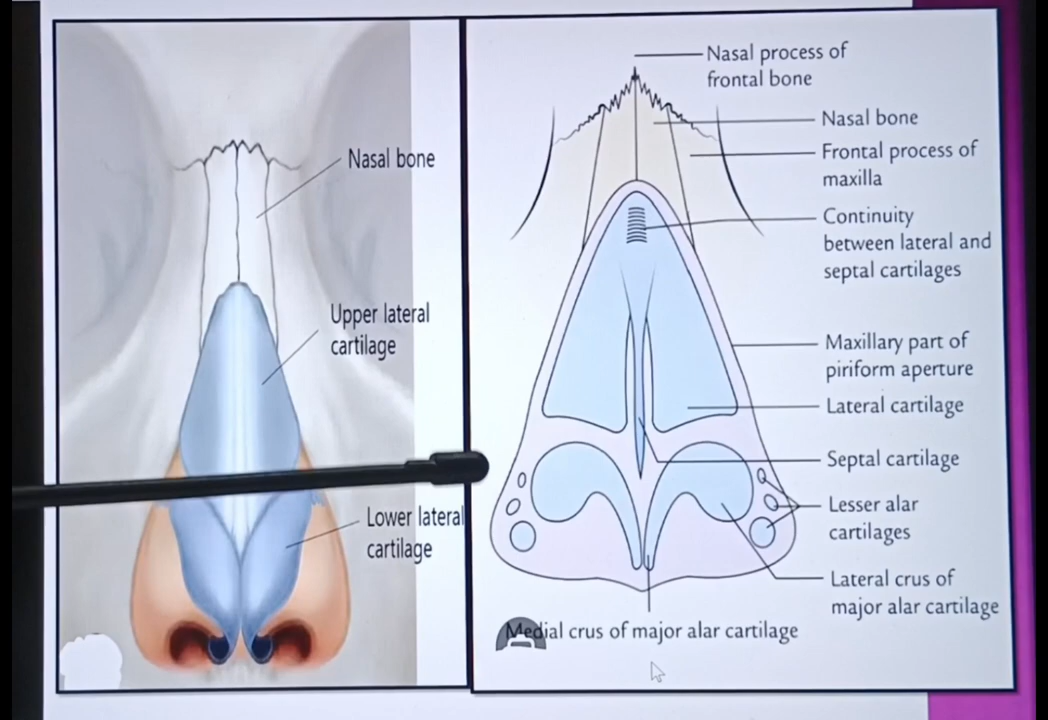 Nasal bone
Upper lateral
cartilage
Lower lateral
cartilage
Nasal process of
frontal bone
Nasal bone
Frontal process of
maxilla
Continuity
between lateral and
septal cartilages
Maxillary part of
piriform aperture
Lateral cartilage
Septal cartilage
Lesser alar
cartilages
Lateral crus of
major alar cartilage
Medial crus of major alar cartilage